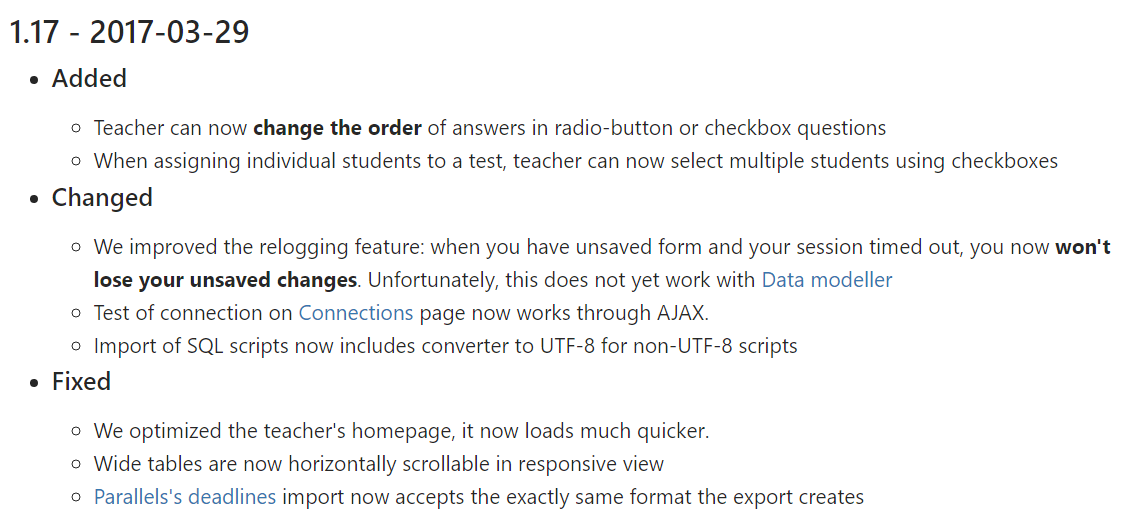 1.17 - 2017-03-29
Added
Teacher can now change the order of answers in radio-button or checkbox questions
When assigning individual students to a test, teacher can now select multiple students using checkboxes
Changed
We improved the relogging feature: when you have unsaved form and your session timed out, you now won't
lose your unsaved changes. Unfortunately, this does not yet work with Data modeller
Test of connection on Connections page now works through AJAX.
Import of SQL scripts now includes converter to UTF-8 for non-UTF-8 scripts
Fixed
We optimized the teacher's homepage, it now loads much quicker.
Wide tables are now horizontally scrollable in responsive view
Parallels's deadlines import now accepts the exactly same format the export creates